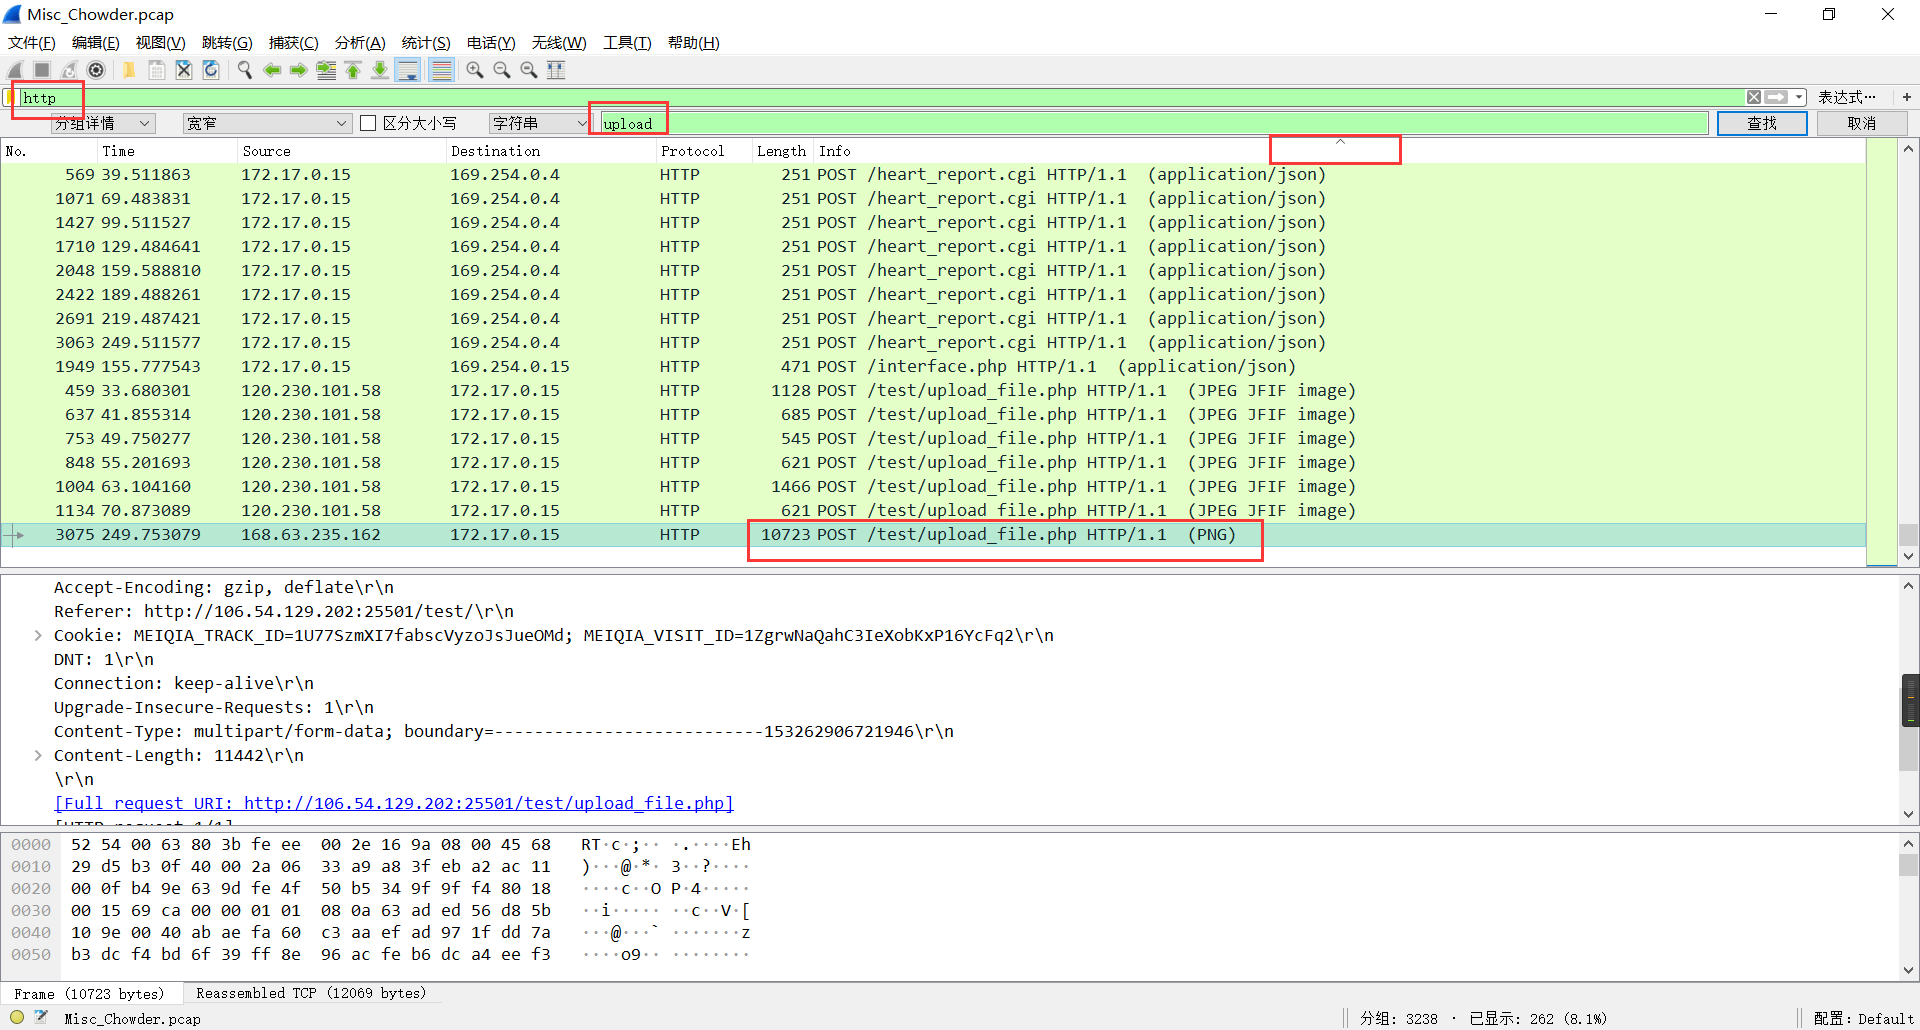 Misc_Chowder.pcap
文件(F) 编辑(E) 视图(V) 跳转(G) 捕获(C) 分析(A) 统计(S) 电话(Y) 无线(W) 工具(T) 帮助(H)
http 表达式… +
分组详情 宽窄 区分大小写 字符串 upload 查找 取消
No. Time Source Destination Protocol Length Info
569 39.511863 172.17.0.15 169.254.0.4 HTTP 251 POST /heart_report.cgi HTTP/1.1 (application/json)
1071 69.483831 172.17.0.15 169.254.0.4 HTTP 251 POST /heart_report.cgi HTTP/1.1 (application/json)
1427 99.511527 172.17.0.15 169.254.0.4 HTTP 251 POST /heart_report.cgi HTTP/1.1 (application/json)
1710 129.484641 172.17.0.15 169.254.0.4 HTTP 251 POST /heart_report.cgi HTTP/1.1 (application/json)
2048 159.588810 172.17.0.15 169.254.0.4 HTTP 251 POST /heart_report.cgi HTTP/1.1 (application/json)
2422 189.488261 172.17.0.15 169.254.0.4 HTTP 251 POST /heart_report.cgi HTTP/1.1 (application/json)
2691 219.487421 172.17.0.15 169.254.0.4 HTTP 251 POST /heart_report.cgi HTTP/1.1 (application/json)
3063 249.511577 172.17.0.15 169.254.0.4 HTTP 251 POST /heart_report.cgi HTTP/1.1 (application/json)
1949 155.777543 172.17.0.15 169.254.0.15 HTTP 471 POST /interface.php HTTP/1.1 (application/json)
459 33.680301 120.230.101.58 172.17.0.15 HTTP 1128 POST /test/upload_file.php HTTP/1.1 (JPEG JFIF image)
637 41.855314 120.230.101.58 172.17.0.15 HTTP 685 POST /test/upload_file.php HTTP/1.1 (JPEG JFIF image)
753 49.750277 120.230.101.58 172.17.0.15 HTTP 545 POST /test/upload_file.php HTTP/1.1 (JPEG JFIF image)
848 55.201693 120.230.101.58 172.17.0.15 HTTP 621 POST /test/upload_file.php HTTP/1.1 (JPEG JFIF image)
1004 63.104160 120.230.101.58 172.17.0.15 HTTP 1466 POST /test/upload_file.php HTTP/1.1 (JPEG JFIF image)
1134 70.873089 120.230.101.58 172.17.0.15 HTTP 621 POST /test/upload_file.php HTTP/1.1 (JPEG JFIF image)
3075 249.753079 168.63.235.162 172.17.0.15 HTTP 10723 POST /test/upload_file.php HTTP/1.1 (PNG)
Accept-Encoding: gzip, deflate\r\n
Referer: http://106.54.129.202:25501/test/\r\n
Cookie: MEIQIA_TRACK_ID=1U77SzmXI7fabscVyzoJsJueOMd; MEIQIA_VISIT_ID=1ZgrwNaQahC3IeXobKxP16YcFq2\r\n
DNT: 1\r\n
Connection: keep-alive\r\n
Upgrade-Insecure-Requests: 1\r\n
Content-Type: multipart/form-data; boundary=---------------------------153262906721946\r\n
Content-Length: 11442\r\n
\r\n
[Full request URI: http://106.54.129.202:25501/test/upload_file.php]
[HTTP request 1/1]
0000 52 54 00 63 80 3b fe ee 00 2e 16 9a 08 00 45 68 RT·c·;·· ·.····Eh
0010 29 d5 b3 0f 40 00 2a 06 33 a9 a8 3f eb a2 ac 11 )···@·*· 3··?····
0020 00 0f b4 9e 63 9d fe 4f 50 b5 34 9f 9f f4 80 18 ····c··O P·4·····
0030 00 15 69 ca 00 00 01 01 08 0a 63 ad ed 56 d8 5b ··i····· ··c··V·[
0040 10 9e 00 40 ab ae fa 60 c3 aa ef ad 97 1f dd 7a ···@···` ·······z
0050 b3 dc f4 bd 6f 39 ff 8e 96 ac fe b6 dc a4 ee f3 ····o9·· ········
Frame (10723 bytes) Reassembled TCP (12069 bytes)
Misc_Chowder.pcap 分组: 3238 · 已显示: 262 (8.1%) 配置: Default